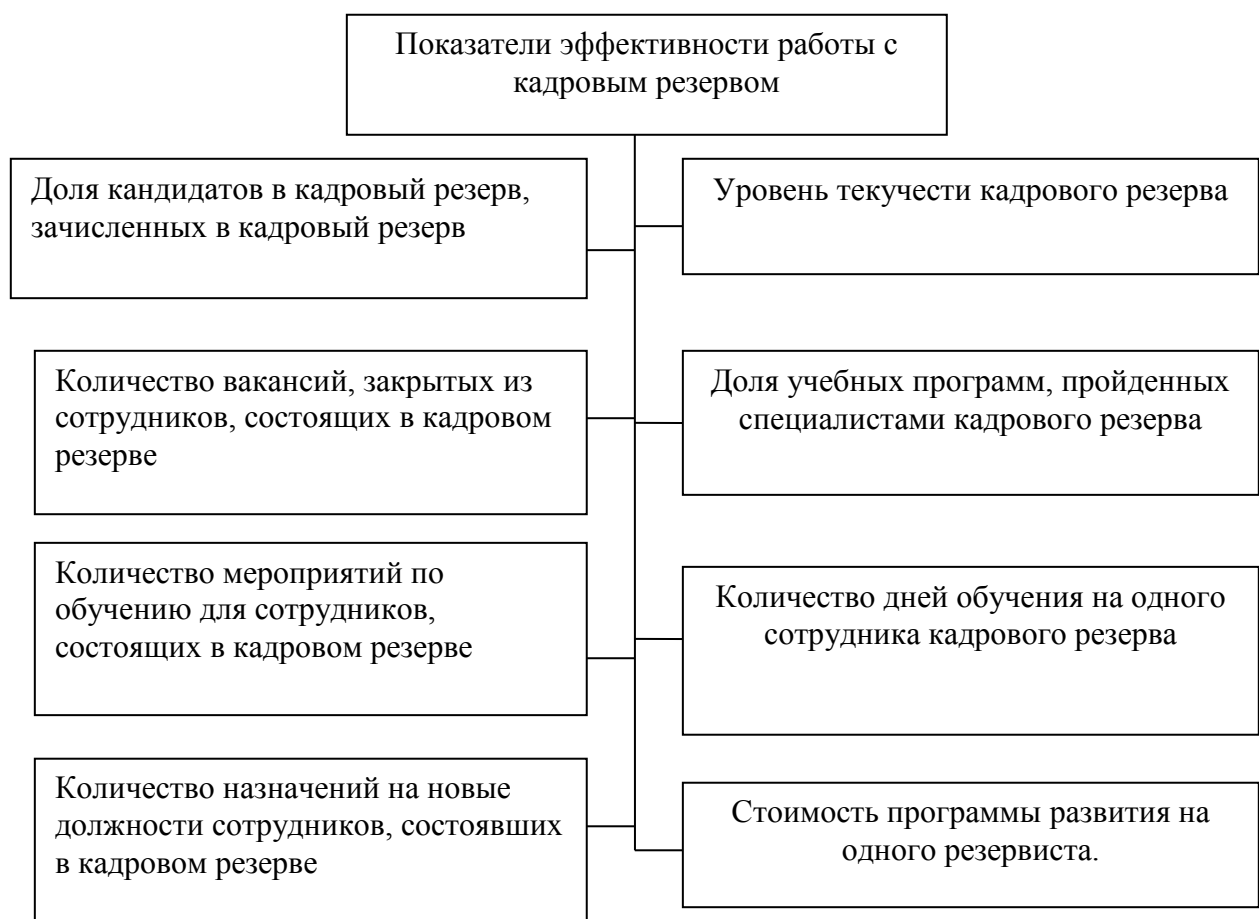 Показатели эффективности работы с
кадровым резервом
Доля кандидатов в кадровый резерв,
зачисленных в кадровый резерв
Уровень текучести кадрового резерва
Количество вакансий, закрытых из
сотрудников, состоящих в кадровом
резерве
Доля учебных программ, пройденных
специалистами кадрового резерва
Количество мероприятий по
обучению для сотрудников,
состоящих в кадровом резерве
Количество дней обучения на одного
сотрудника кадрового резерва
Количество назначений на новые
должности сотрудников, состоявших
в кадровом резерве
Стоимость программы развития на
одного резервиста.